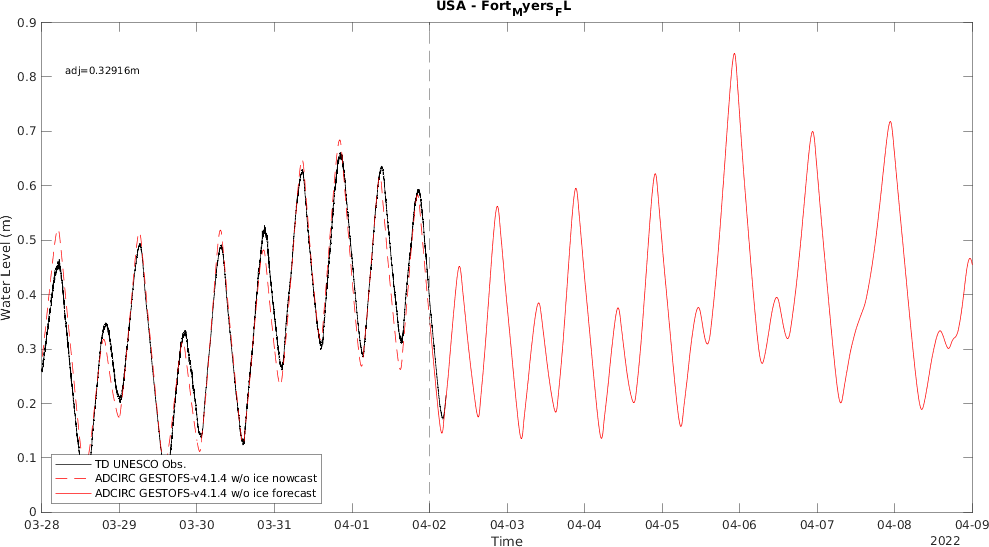 USA - Fort_Myers_FL
0.9
0.8
0.7
0.6
0.5
0.4
0.3
0.2
0.1
0
Water Level (m)
adj=0.32916m
TD UNESCO Obs.
ADCIRC GESTOFS-v4.1.4 w/o ice nowcast
ADCIRC GESTOFS-v4.1.4 w/o ice forecast
03-28 03-29 03-30 03-31 04-01 04-02 04-03 04-04 04-05 04-06 04-07 04-08 04-09
Time
2022